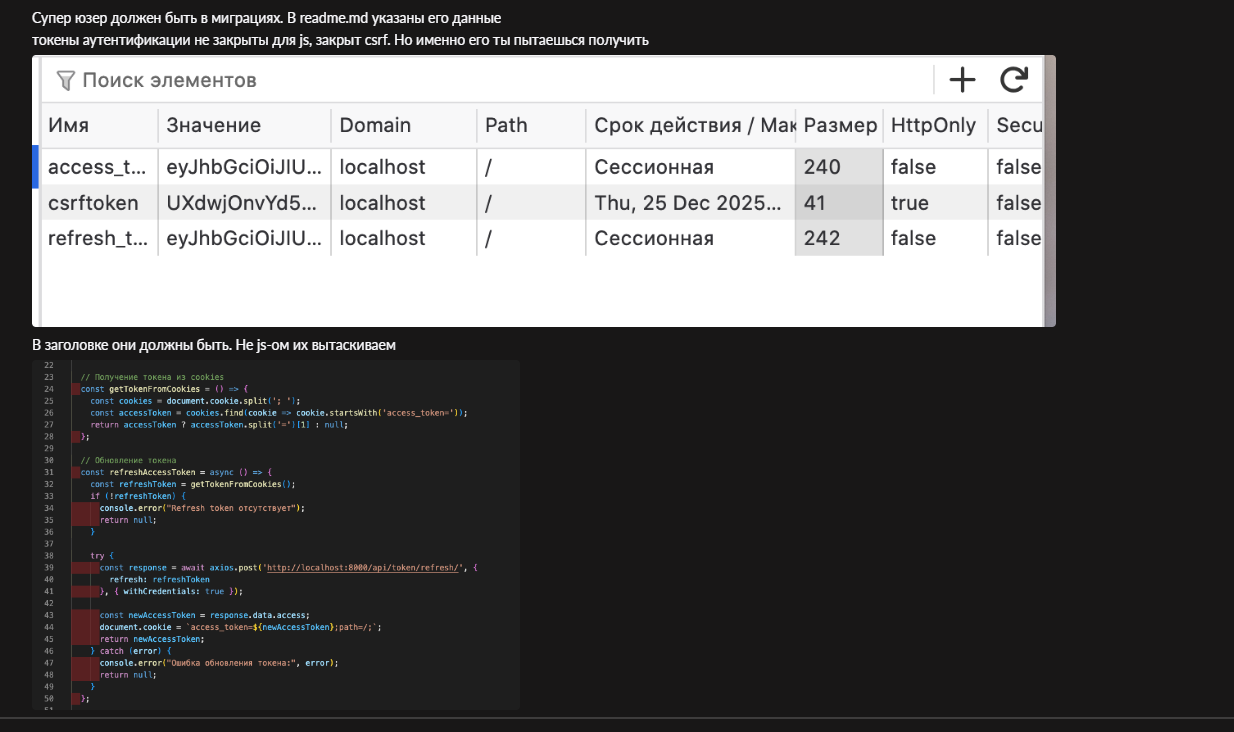 Супер юзер должен быть в миграциях. В readme.md указаны его данные
токены аутентификации не закрыты для js, закрыт csrf. Но именно его ты пытаешься получить
Поиск элементов
Имя Значение Domain Path Срок действия / Мак Размер HttpOnly Secu
access_t... eyJhbGciOiJIU... localhost / Сессионная 240 false false
csrftoken UXdwjOnvYd5... localhost / Thu, 25 Dec 2025... 41 true false
refresh_t... eyJhbGciOiJIU... localhost / Сессионная 242 false false
В заголовке они должны быть. Не js-ом их вытаскиваем
22
23 // Получение токена из cookies
24 const getTokenFromCookies = () => {
25 const cookies = document.cookie.split('; ');
26 const accessToken = cookies.find(cookie => cookie.startsWith('access_token='));
27 return accessToken ? accessToken.split('=')[1] : null;
28 };
29
30 // Обновление токена
31 const refreshAccessToken = async () => {
32 const refreshToken = getTokenFromCookies();
33 if (!refreshToken) {
34 console.error("Refresh token отсутствует");
35 return null;
36 }
37
38 try {
39 const response = await axios.post('http://localhost:8000/api/token/refresh/', {
40 refresh: refreshToken
41 }, { withCredentials: true });
42
43 const newAccessToken = response.data.access;
44 document.cookie = `access_token=${newAccessToken};path=/;`;
45 return newAccessToken;
46 } catch (error) {
47 console.error("Ошибка обновления токена:", error);
48 return null;
49 }
50 };
51